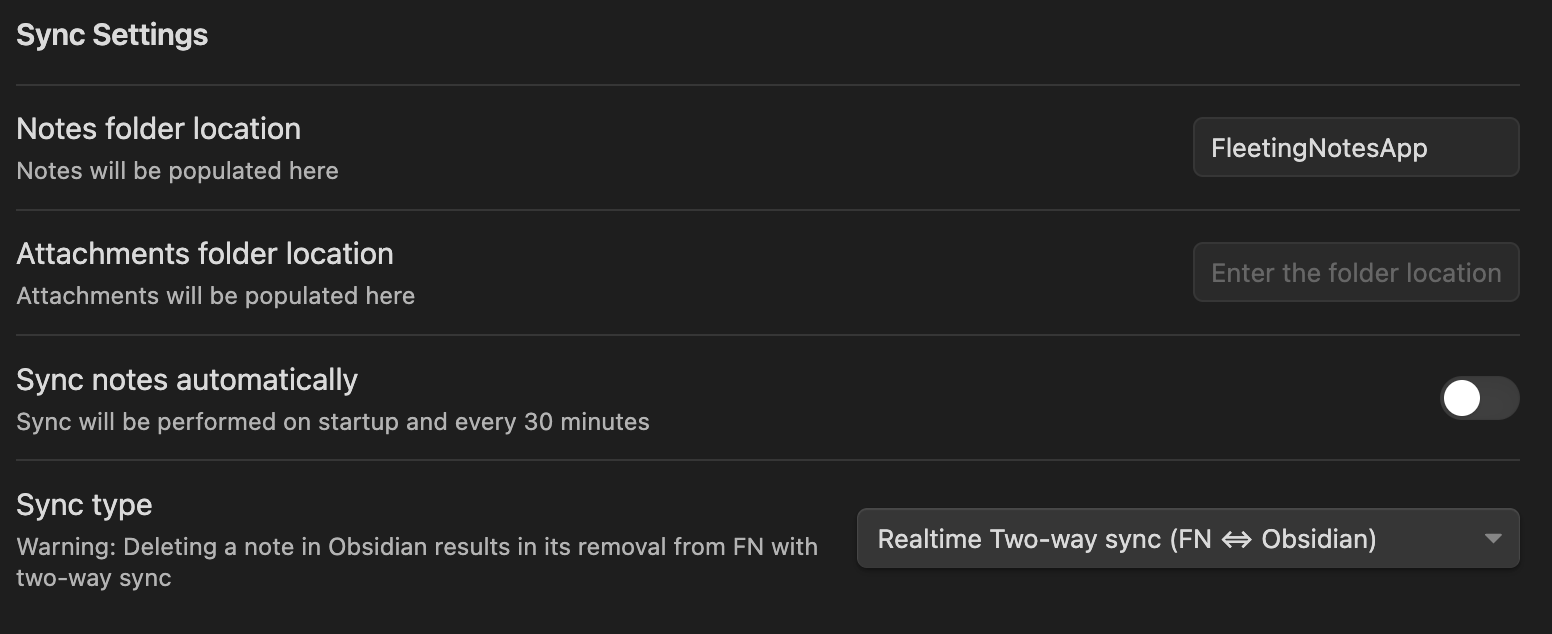 Sync Settings
Notes folder location
Notes will be populated here
FleetingNotesApp
Attachments folder location
Attachments will be populated here
Enter the folder location
Sync notes automatically
Sync will be performed on startup and every 30 minutes
Sync type
Warning: Deleting a note in Obsidian results in its removal from FN with
two-way sync
Realtime Two-way sync (FN ⇔ Obsidian)